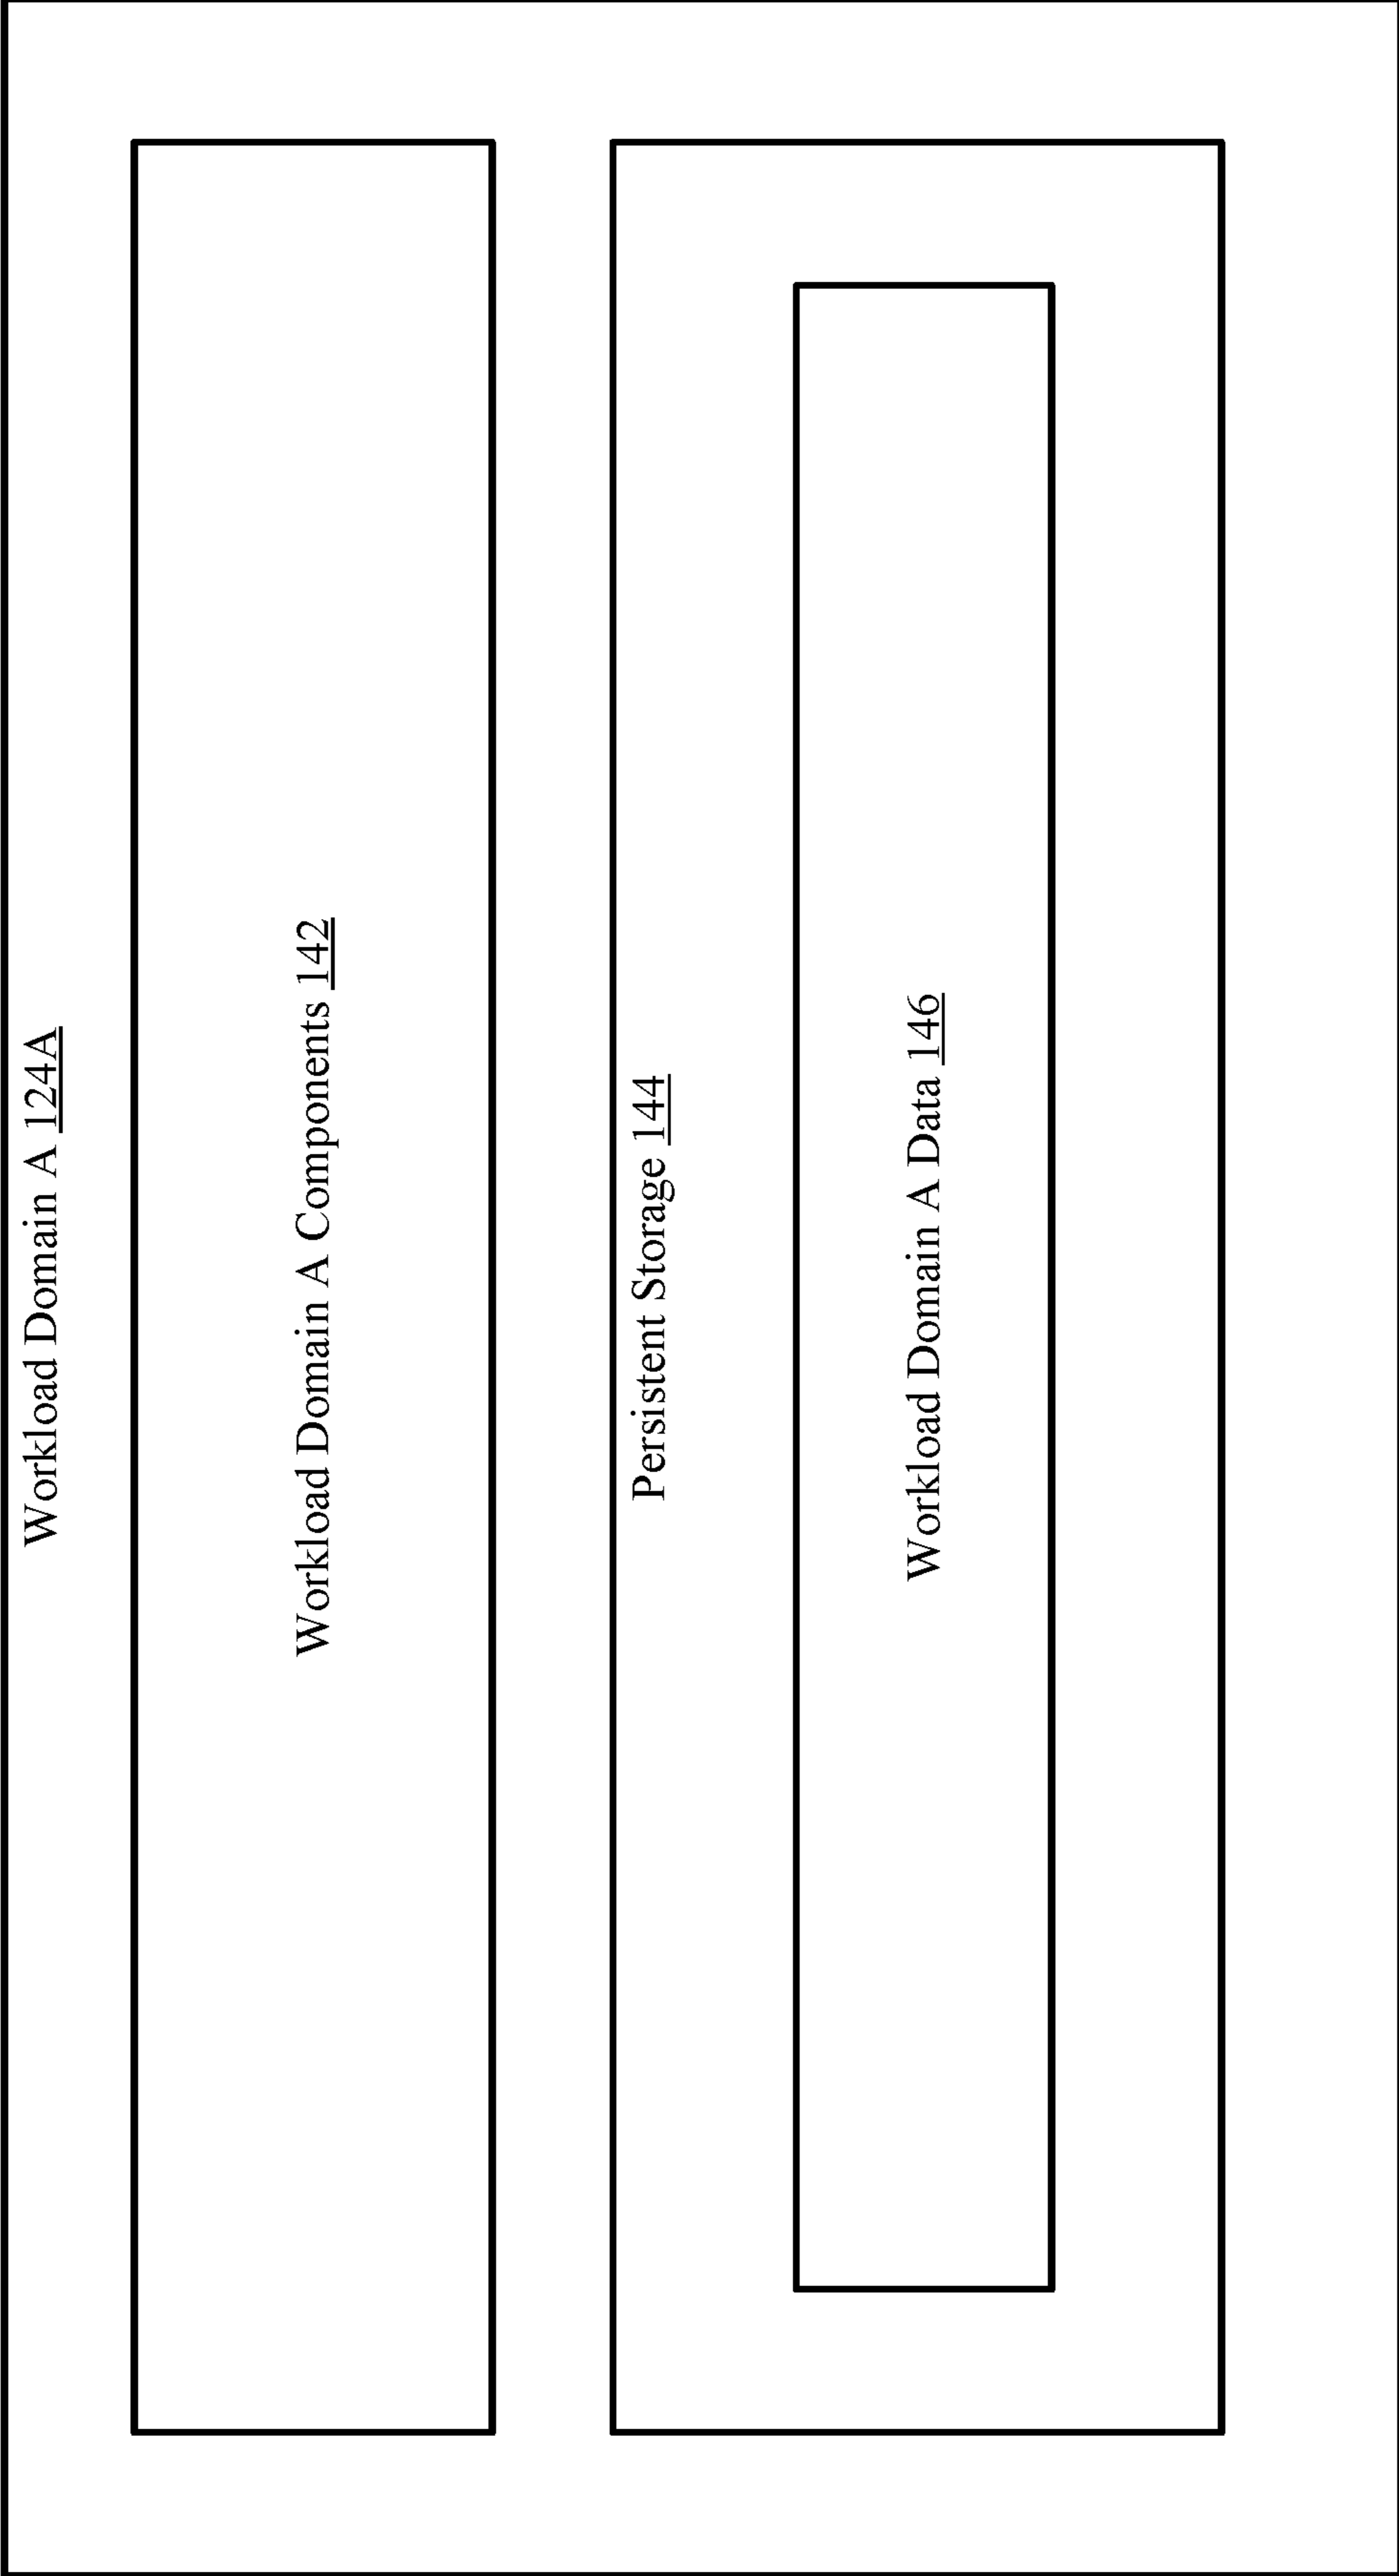 Workload Domain A 124A
Workload Domain A Components 142
Persistent Storage 144
Workload Domain A Data 146